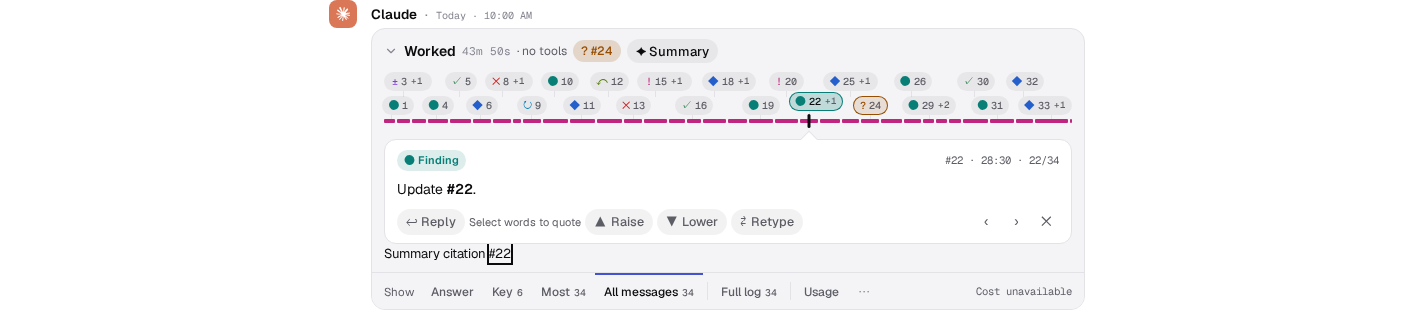 Claude · Today · 10:00 AM
Worked 43m 50s · no tools ? #24 ✦ Summary
± 3 +1 ✓ 5 ✕ 8 +1 10 12 ! 15 +1 18 +1 ! 20 25 +1 26 ✓ 30 32
1 4 6 9 11 ✕ 13 ✓ 16 19 22 +1 ? 24 29 +2 31 33 +1
Finding #22 · 28:30 · 22/34
Update #22.
↩ Reply Select words to quote ▲ Raise ▼ Lower ⇄ Retype ‹ › ✕
Summary citation #22
Show Answer Key 6 Most 34 All messages 34 Full log 34 Usage ··· Cost unavailable